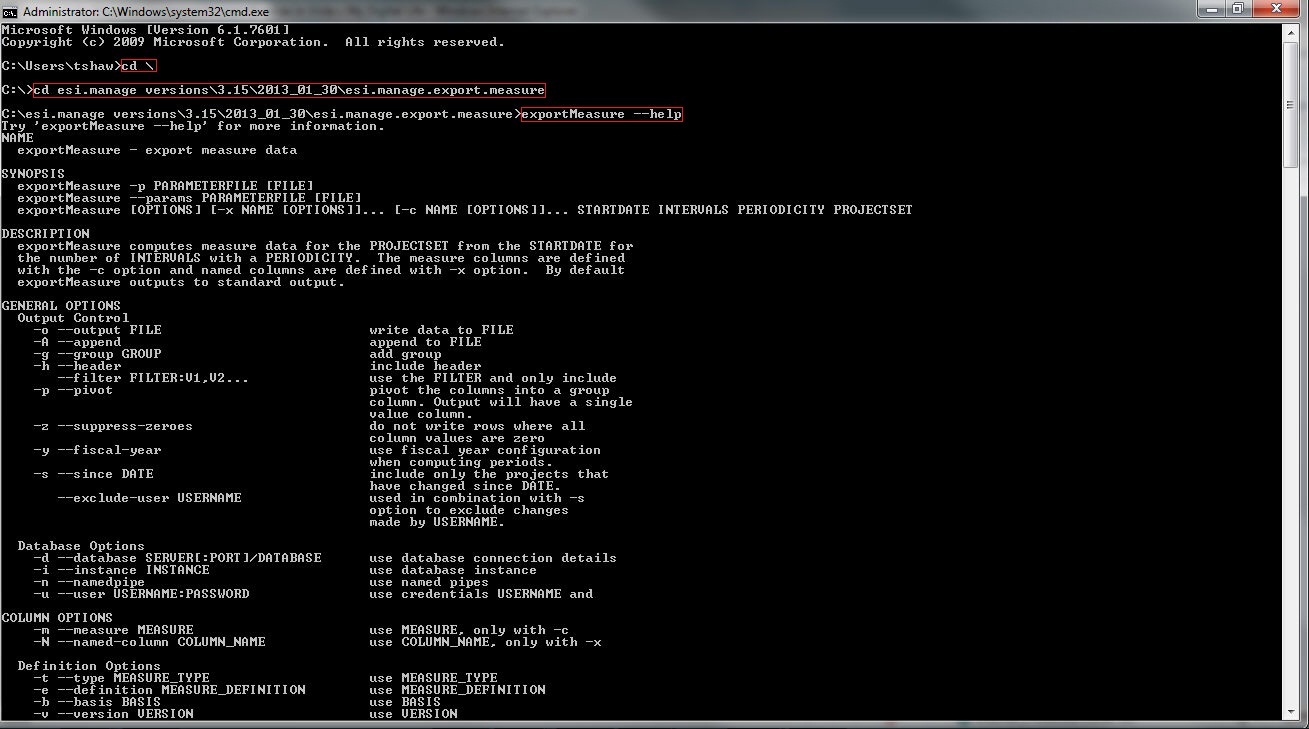 Administrator: C:\Windows\system32\cmd.exe
Microsoft Windows [Version 6.1.7601]
Copyright (c) 2009 Microsoft Corporation.  All rights reserved.
C:\Users\tshaw>cd \
C:\>cd esi.manage versions\3.15\2013_01_30\esi.manage.export.measure
C:\esi.manage versions\3.15\2013_01_30\esi.manage.export.measure>exportMeasure --help
Try 'exportMeasure --help' for more information.
NAME
  exportMeasure - export measure data
SYNOPSIS
  exportMeasure -p PARAMETERFILE [FILE]
  exportMeasure --params PARAMETERFILE [FILE]
  exportMeasure [OPTIONS] [-x NAME [OPTIONS]]... [-c NAME [OPTIONS]]... STARTDATE INTERVALS PERIODICITY PROJECTSET
DESCRIPTION
  exportMeasure computes measure data for the PROJECTSET from the STARTDATE for
  the number of INTERVALS with a PERIODICITY.  The measure columns are defined
  with the -c option and named columns are defined with -x option.  By default
  exportMeasure outputs to standard output.
GENERAL OPTIONS
  Output Control
    -o --output FILE                          write data to FILE
    -A --append                               append to FILE
    -g --group GROUP                          add group
    -h --header                               include header
       --filter FILTER:V1,V2...               use the FILTER and only include
    -p --pivot                                pivot the columns into a group
                                              column. Output will have a single
                                              value column.
    -z --suppress-zeroes                      do not write rows where all
                                              column values are zero
    -y --fiscal-year                          use fiscal year configuration
                                              when computing periods.
    -s --since DATE                           include only the projects that
                                              have changed since DATE.
       --exclude-user USERNAME                used in combination with -s
                                              option to exclude changes
                                              made by USERNAME.
  Database Options
    -d --database SERVER[:PORT]/DATABASE      use database connection details
    -i --instance INSTANCE                    use database instance
    -n --namedpipe                            use named pipes
    -u --user USERNAME:PASSWORD               use credentials USERNAME and
COLUMN OPTIONS
    -m --measure MEASURE                      use MEASURE, only with -c
    -N --named-column COLUMN_NAME             use COLUMN_NAME, only with -x
  Definition Options
    -t --type MEASURE_TYPE                    use MEASURE_TYPE
    -e --definition MEASURE_DEFINITION        use MEASURE_DEFINITION
    -b --basis BASIS                          use BASIS
    -v --version VERSION                      use VERSION